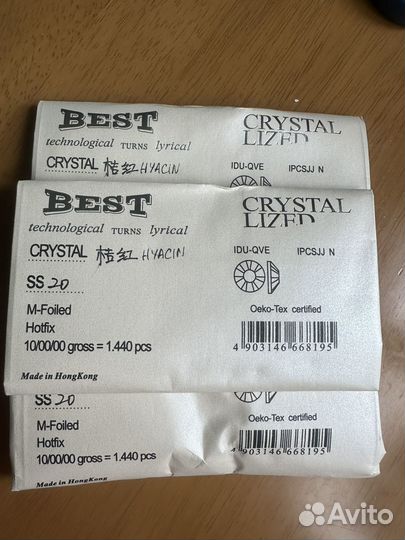 BEST
CRYSTAL
LIZED
technological TURNS lyrical
CRYSTAL 桔红 HYACIN
IDU-QVE IPCSJJ N
BEST
CRYSTAL
LIZED
technological TURNS lyrical
CRYSTAL 桔红 HYACIN
IDU-QVE IPCSJJ N
SS 20
M-Foiled
Oeko-Tex certified
Hotfix
10/00/00 gross = 1.440 pcs
4 903146 668195
Made in HongKong
SS 20
Oeko-Tex certified
M-Foiled
Hotfix
10/00/00 gross = 1.440 pcs
4 903146 668195
Made in HongKong
Avito